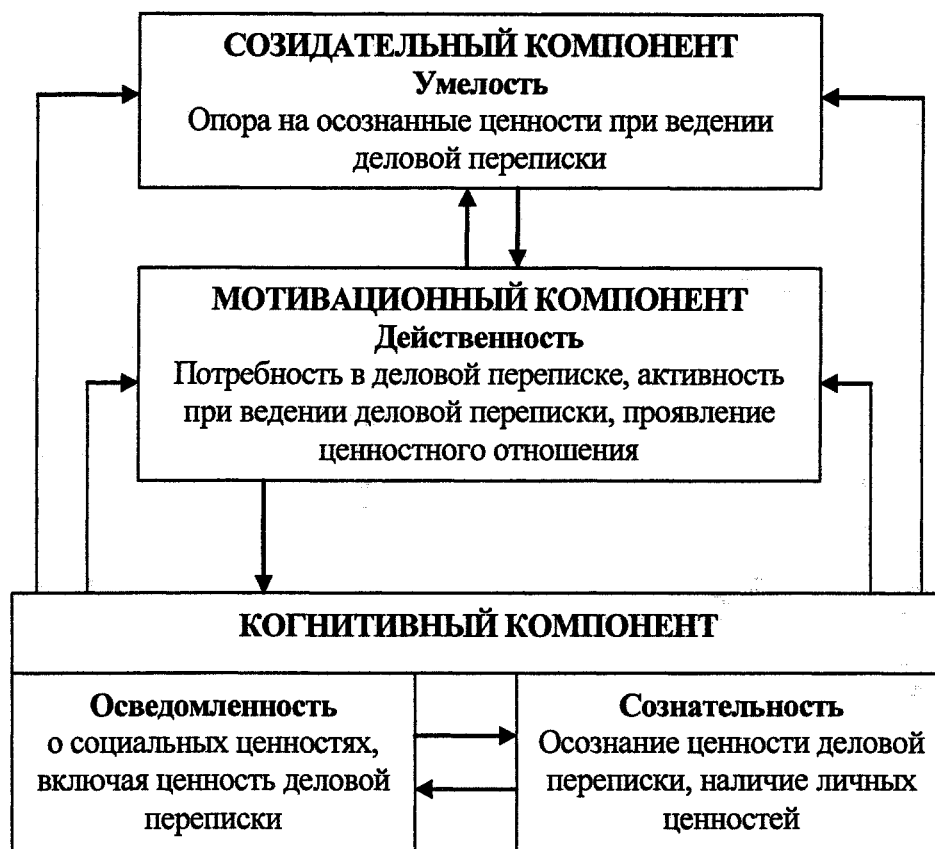 СОЗИДАТЕЛЬНЫЙ КОМПОНЕНТ
Умелость
Опора на осознанные ценности при ведении
деловой переписки
МОТИВАЦИОННЫЙ КОМПОНЕНТ
Действенность
Потребность в деловой переписке, активность
при ведении деловой переписки, проявление
ценностного отношения
КОГНИТИВНЫЙ КОМПОНЕНТ
Осведомленность
о социальных ценностях,
включая ценность деловой
переписки
Сознательность
Осознание ценности деловой
переписки, наличие личных
ценностей